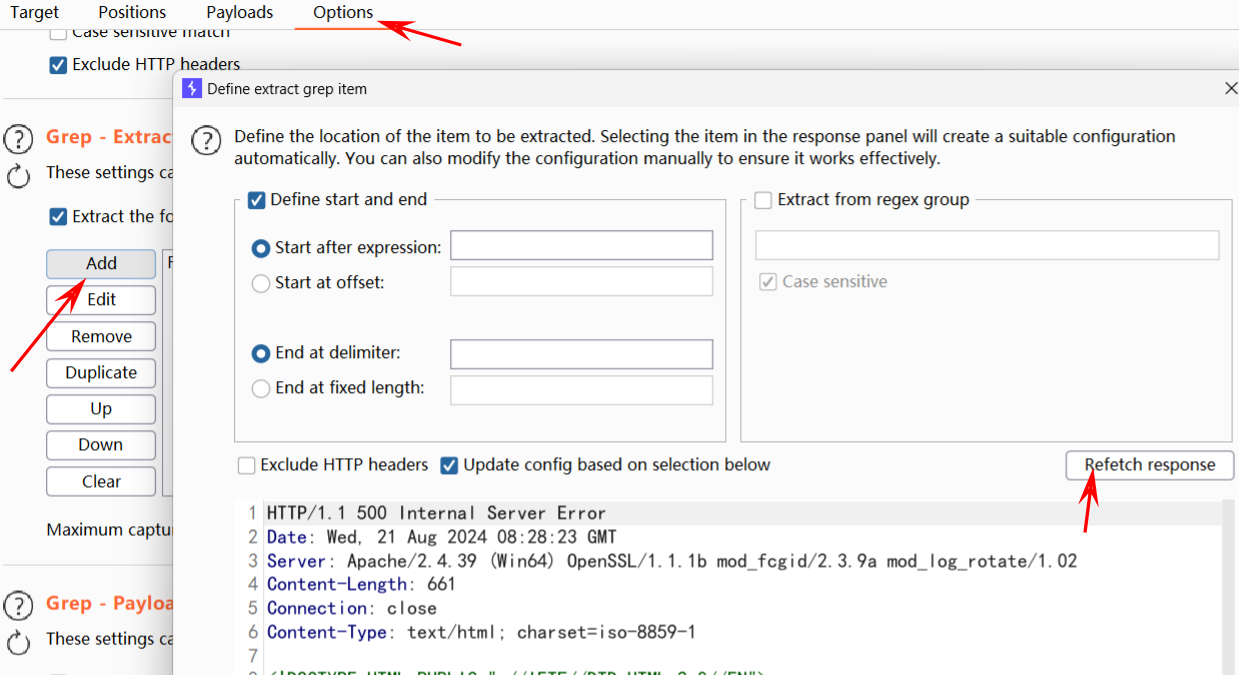 Target Positions Payloads Options
Case sensitive match
Exclude HTTP headers
Define extract grep item
Grep - Extrac
These settings ca
Extract the fo
Add
Edit
Remove
Duplicate
Up
Down
Clear
Maximum captu
Grep - Payloa
These settings ca
Define the location of the item to be extracted. Selecting the item in the response panel will create a suitable configuration
automatically. You can also modify the configuration manually to ensure it works effectively.
Define start and end
Start after expression:
Start at offset:
End at delimiter:
End at fixed length:
Extract from regex group
Case sensitive
Exclude HTTP headers Update config based on selection below
Refetch response
1 HTTP/1.1 500 Internal Server Error
2 Date: Wed, 21 Aug 2024 08:28:23 GMT
3 Server: Apache/2.4.39 (Win64) OpenSSL/1.1.1b mod_fcgid/2.3.9a mod_log_rotate/1.02
4 Content-Length: 661
5 Connection: close
6 Content-Type: text/html; charset=iso-8859-1
7